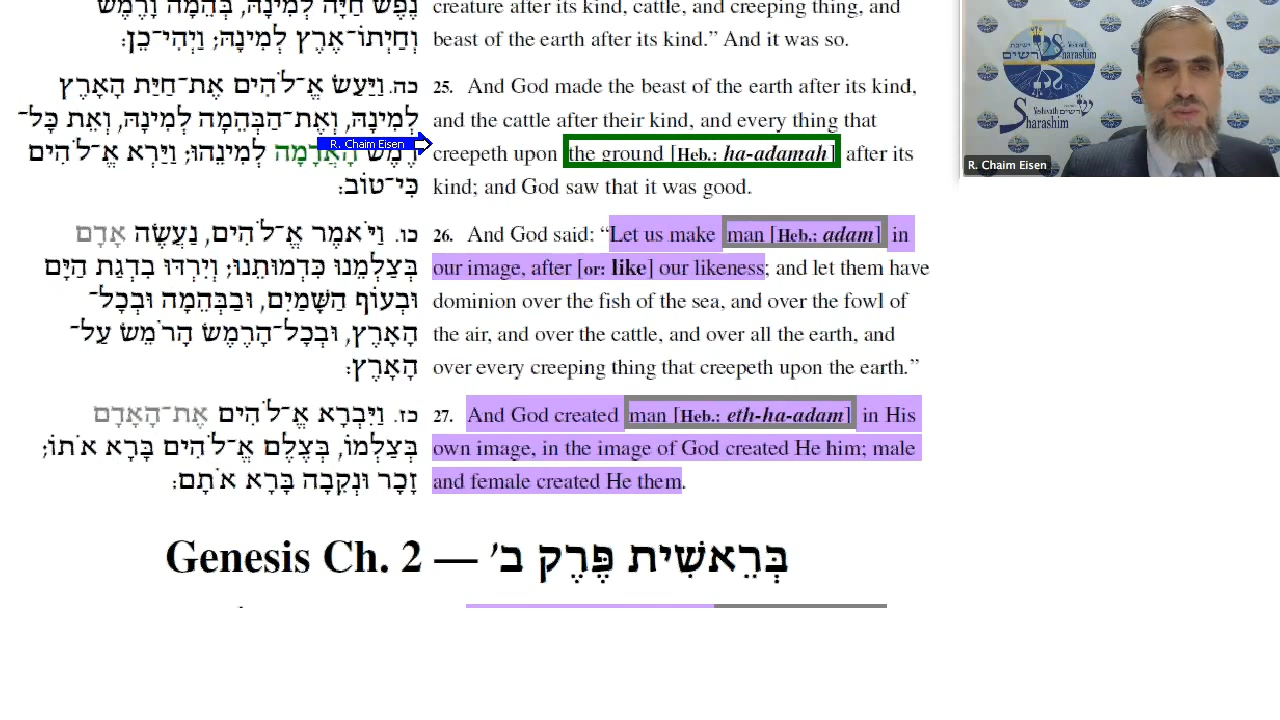 נֶפֶשׁ חַיָּה לְמִינָהּ, בְּהֵמָה וָרֶמֶשׂ
וְחַיְתוֹ־אֶרֶץ לְמִינָהּ; וַיְהִי־כֵן:
creature after its kind, cattle, and creeping thing, and
beast of the earth after its kind.” And it was so.
כה. וַיַּעַשׂ אֱ־לֹהִים אֶת־חַיַּת הָאָרֶץ
לְמִינָהּ, וְאֶת־הַבְּהֵמָה לְמִינָהּ, וְאֵת כָּל־
רֶמֶשׂ הָאֲדָמָה לְמִינֵהוּ; וַיַּרְא אֱ־לֹהִים
כִּי־טוֹב:
25. And God made the beast of the earth after its kind,
and the cattle after their kind, and every thing that
creepeth upon the ground [Heb.: ha-adamah] after its
kind; and God saw that it was good.
R. Chaim Eisen
כו. וַיֹּאמֶר אֱ־לֹהִים, נַעֲשֶׂה אָדָם
בְּצַלְמֵנוּ כִּדְמוּתֵנוּ; וְיִרְדּוּ בִדְגַת הַיָּם
וּבְעוֹף הַשָּׁמַיִם, וּבַבְּהֵמָה וּבְכָל־
הָאָרֶץ, וּבְכָל־הָרֶמֶשׂ הָרֹמֵשׂ עַל־
הָאָרֶץ:
26. And God said: “Let us make man [Heb.: adam] in
our image, after [or: like] our likeness; and let them have
dominion over the fish of the sea, and over the fowl of
the air, and over the cattle, and over all the earth, and
over every creeping thing that creepeth upon the earth.”
כז. וַיִּבְרָא אֱ־לֹהִים אֶת־הָאָדָם
בְּצַלְמוֹ, בְּצֶלֶם אֱ־לֹהִים בָּרָא אֹתוֹ;
זָכָר וּנְקֵבָה בָּרָא אֹתָם:
27. And God created man [Heb.: eth-ha-adam] in His
own image, in the image of God created He him; male
and female created He them.
Genesis Ch. 2 — בְּרֵאשִׁית פֶּרֶק ב׳
ישיבת
שרשים
Yeshivath
Sharashim
R. Chaim Eisen